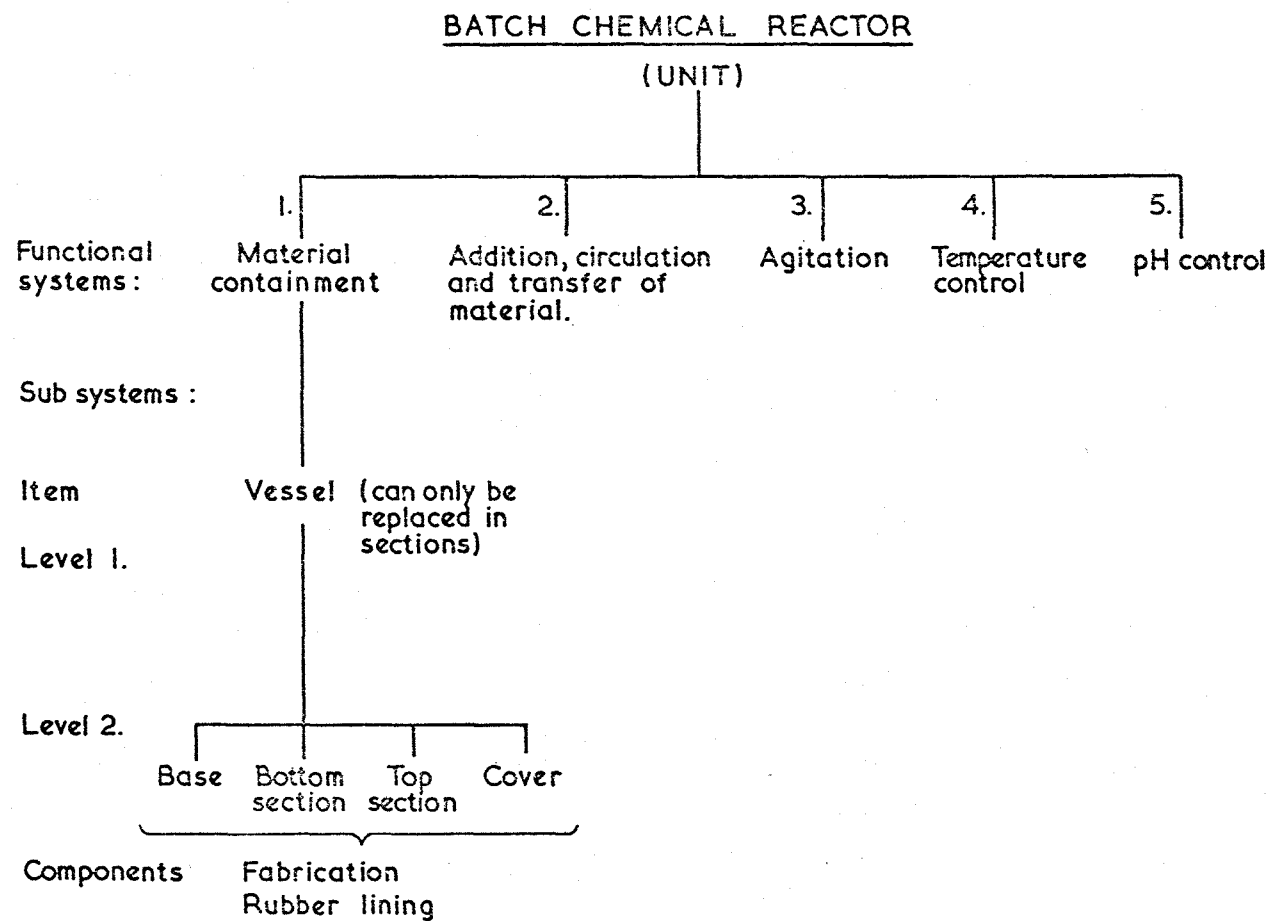 BATCH CHEMICAL REACTOR
(UNIT)
1.
2.
3.
4.
5.
Functional systems:
Material containment
Addition, circulation and transfer of material.
Agitation
Temperature control
pH control
Sub systems :
Item
Vessel (can only be replaced in sections)
Level 1.
Level 2.
Base
Bottom section
Top section
Cover
Components
Fabrication
Rubber lining